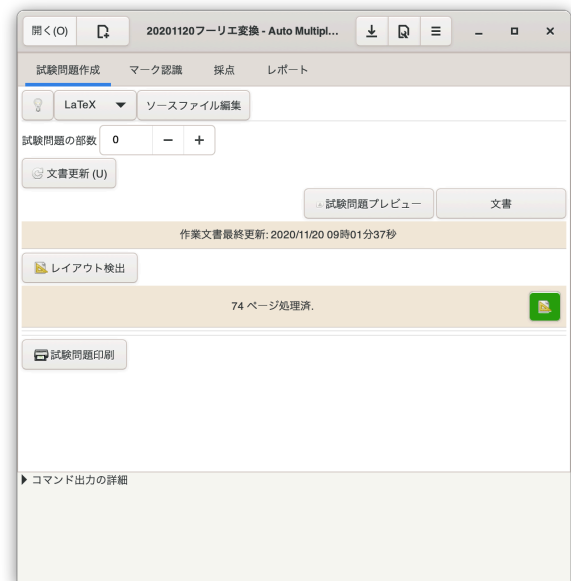 開く(O) 20201120フーリエ変換 - Auto Multipl...
試験問題作成 マーク認識 採点 レポート
LaTeX ソースファイル編集
試験問題の部数 0 − +
文書更新 (U)
試験問題プレビュー 文書
作業文書最終更新: 2020/11/20 09時01分37秒
レイアウト検出
74 ページ処理済.
試験問題印刷
コマンド出力の詳細